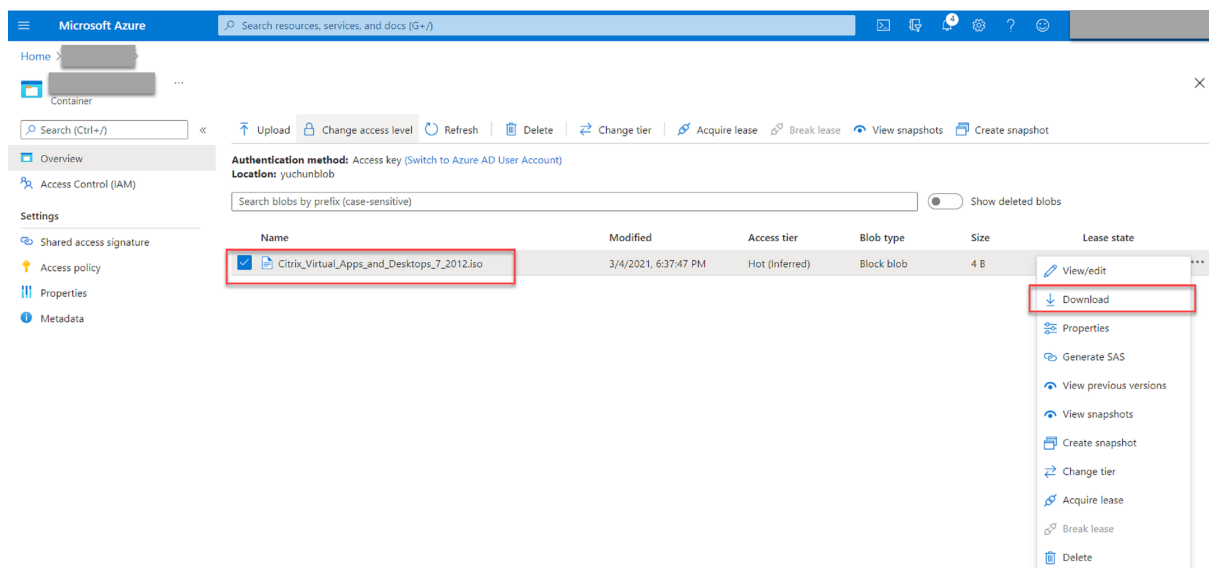 Microsoft Azure
Search resources, services, and docs (G+/)
4
Home >
...
Container
Search (Ctrl+/)
«
Upload
Change access level
Refresh
Delete
Change tier
Acquire lease
Break lease
View snapshots
Create snapshot
Overview
Access Control (IAM)
Settings
Shared access signature
Access policy
Properties
Metadata
Authentication method: Access key (Switch to Azure AD User Account)
Location: yuchunblob
Search blobs by prefix (case-sensitive)
Show deleted blobs
Name Modified Access tier Blob type Size Lease state
Citrix_Virtual_Apps_and_Desktops_7_2012.iso 3/4/2021, 6:37:47 PM Hot (Inferred) Block blob 4 B ...
View/edit
Download
Properties
Generate SAS
View previous versions
View snapshots
Create snapshot
Change tier
Acquire lease
Break lease
Delete